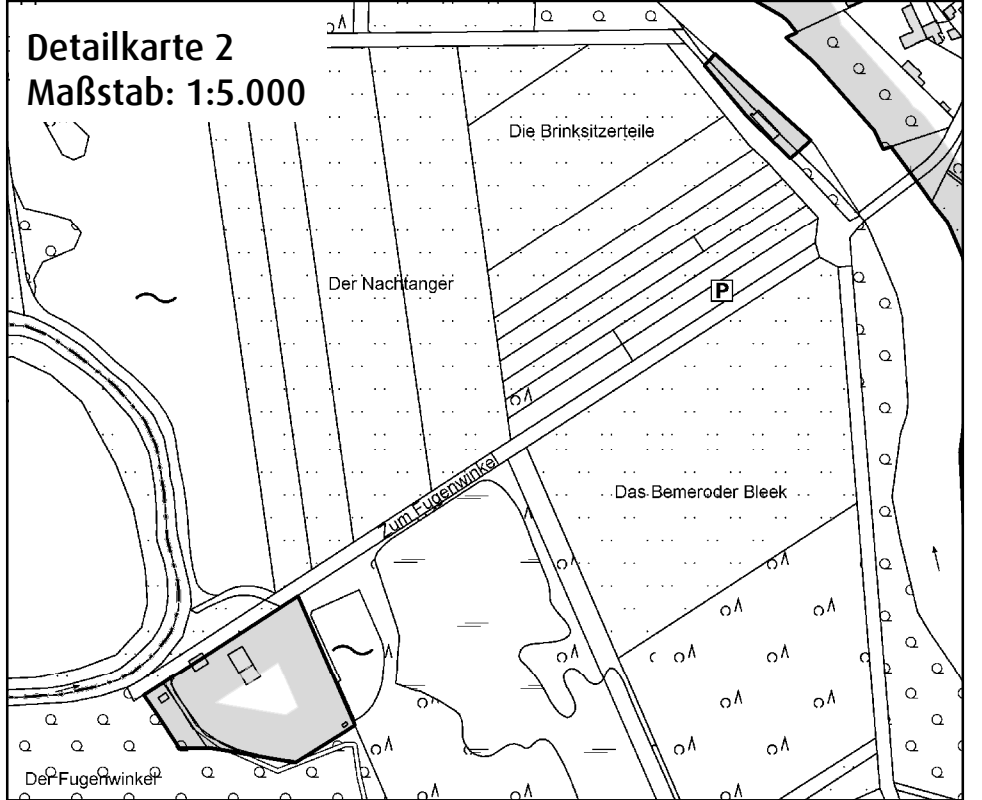 Detailkarte 2
Maßstab: 1:5.000
Die Brinksitzerteile
Der Nachtanger
P
Zum Fugenwinkel
Das Bemeroder Bleek
Der Fugenwinkel